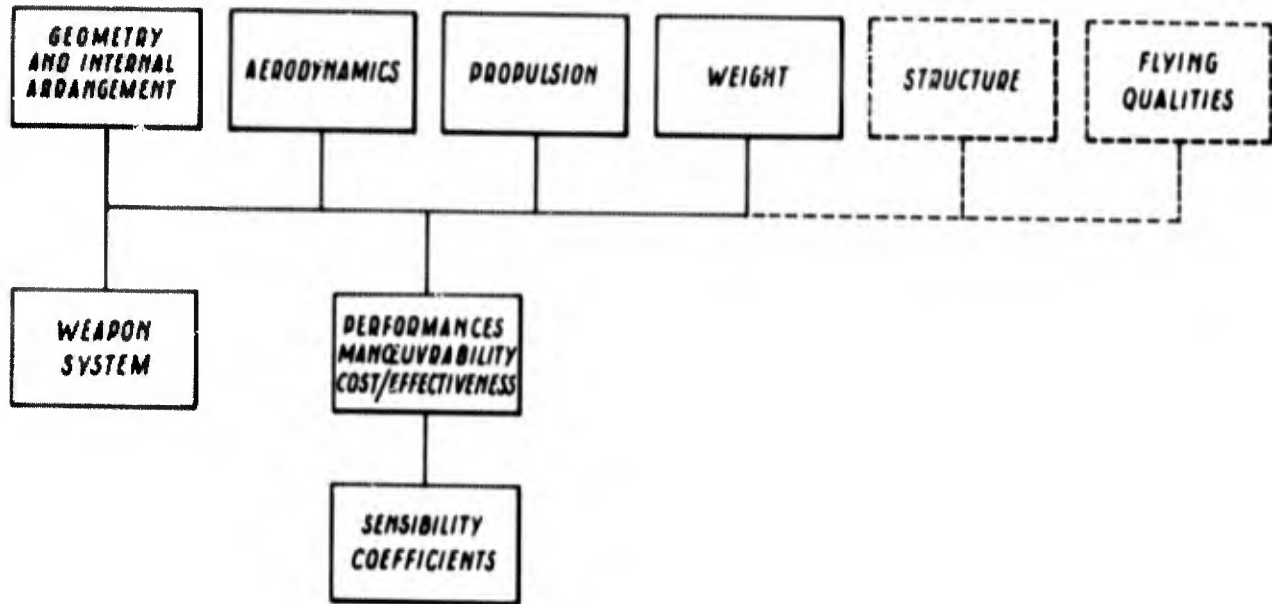 GEOMETRY
AND INTERNAL
ARRANGEMENT
AERODYNAMICS
PROPULSION
WEIGHT
STRUCTURE
FLYING
QUALITIES
WEAPON
SYSTEM
PERFORMANCES
MANŒUVRABILITY
COST/EFFECTIVENESS
SENSIBILITY
COEFFICIENTS